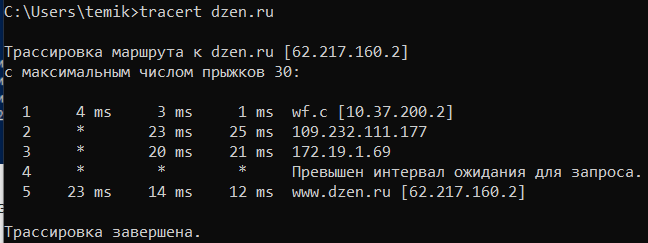 C:\Users\temik>tracert dzen.ru
Трассировка маршрута к dzen.ru [62.217.160.2]
с максимальным числом прыжков 30:
1 4 ms 3 ms 1 ms wf.c [10.37.200.2]
2 * 23 ms 25 ms 109.232.111.177
3 * 20 ms 21 ms 172.19.1.69
4 * * * Превышен интервал ожидания для запроса.
5 23 ms 14 ms 12 ms www.dzen.ru [62.217.160.2]
Трассировка завершена.